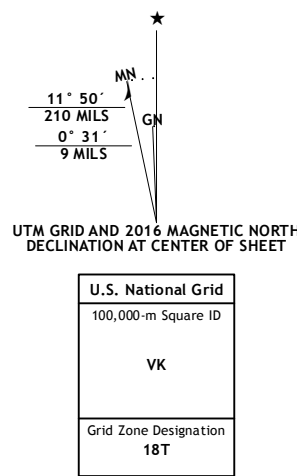 ★
MN
GN
11° 50´
210 MILS
0° 31´
9 MILS
UTM GRID AND 2016 MAGNETIC NORTH
DECLINATION AT CENTER OF SHEET
U.S. National Grid
100,000-m Square ID
VK
Grid Zone Designation
18T